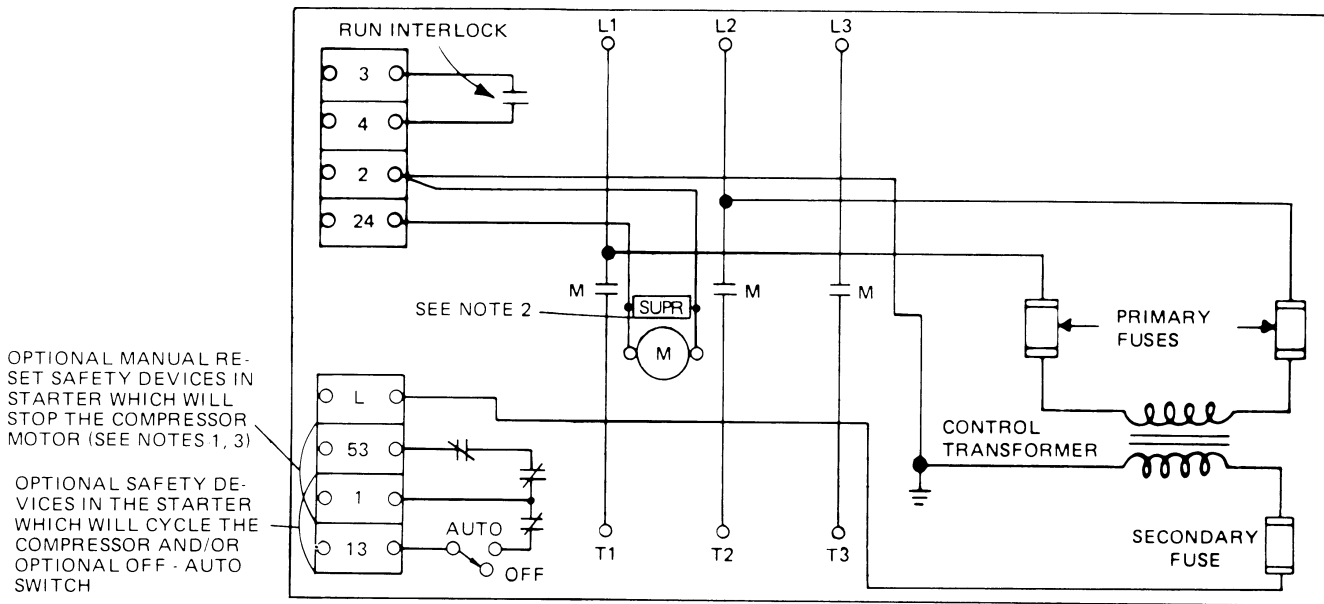 RUN INTERLOCK
L1
L2
L3
3
4
2
24
M
M
M
SEE NOTE 2
SUPR
M
PRIMARY
FUSES
OPTIONAL MANUAL RE-
SET SAFETY DEVICES IN
STARTER WHICH WILL
STOP THE COMPRESSOR
MOTOR (SEE NOTES 1, 3)
L
53
1
13
CONTROL
TRANSFORMER
OPTIONAL SAFETY DE-
VICES IN THE STARTER
WHICH WILL CYCLE THE
COMPRESSOR AND/OR
OPTIONAL OFF - AUTO
SWITCH
AUTO
OFF
T1
T2
T3
SECONDARY
FUSE